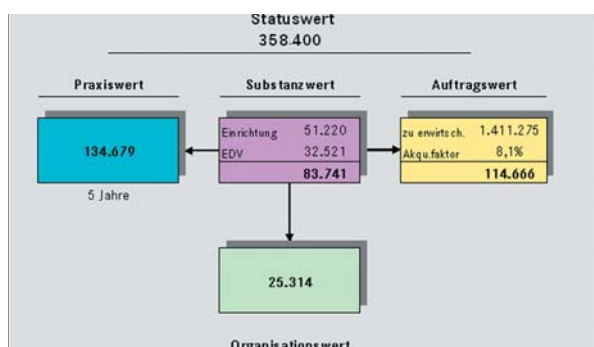 Statuswert
358.400
Praxiswert Substanzwert Auftragswert
Einrichtung 51.220 zu erwirtsch. 1.411.275
134.679 EDV 32.521 Akqu.faktor 8,1%
83.741 114.666
5 Jahre
25.314
Organisationswert